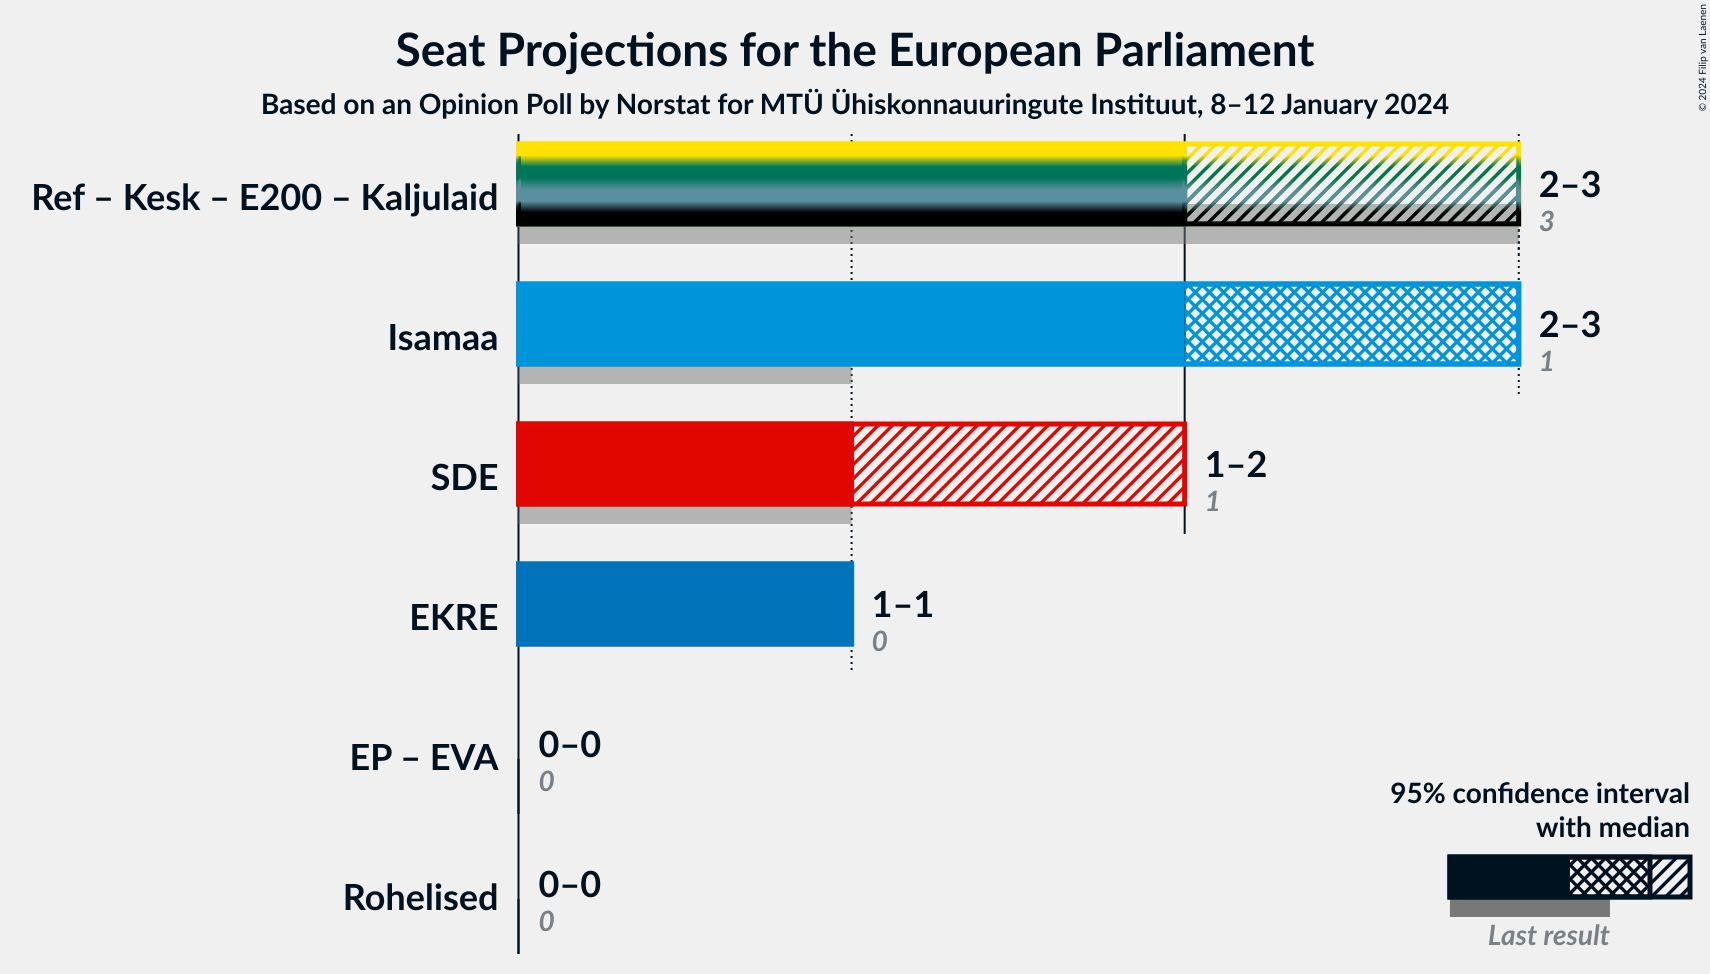 Seat Projections for the European Parliament
Based on an Opinion Poll by Norstat for MTÜ Ühiskonnauuringute Instituut, 8–12 January 2024
© 2024 Filip van Laenen
Ref – Kesk – E200 – Kaljulaid
2–3
3
Isamaa
2–3
1
SDE
1–2
1
EKRE
1–1
0
EP – EVA
0–0
0
Rohelised
0–0
0
95% confidence interval
with median
Last result